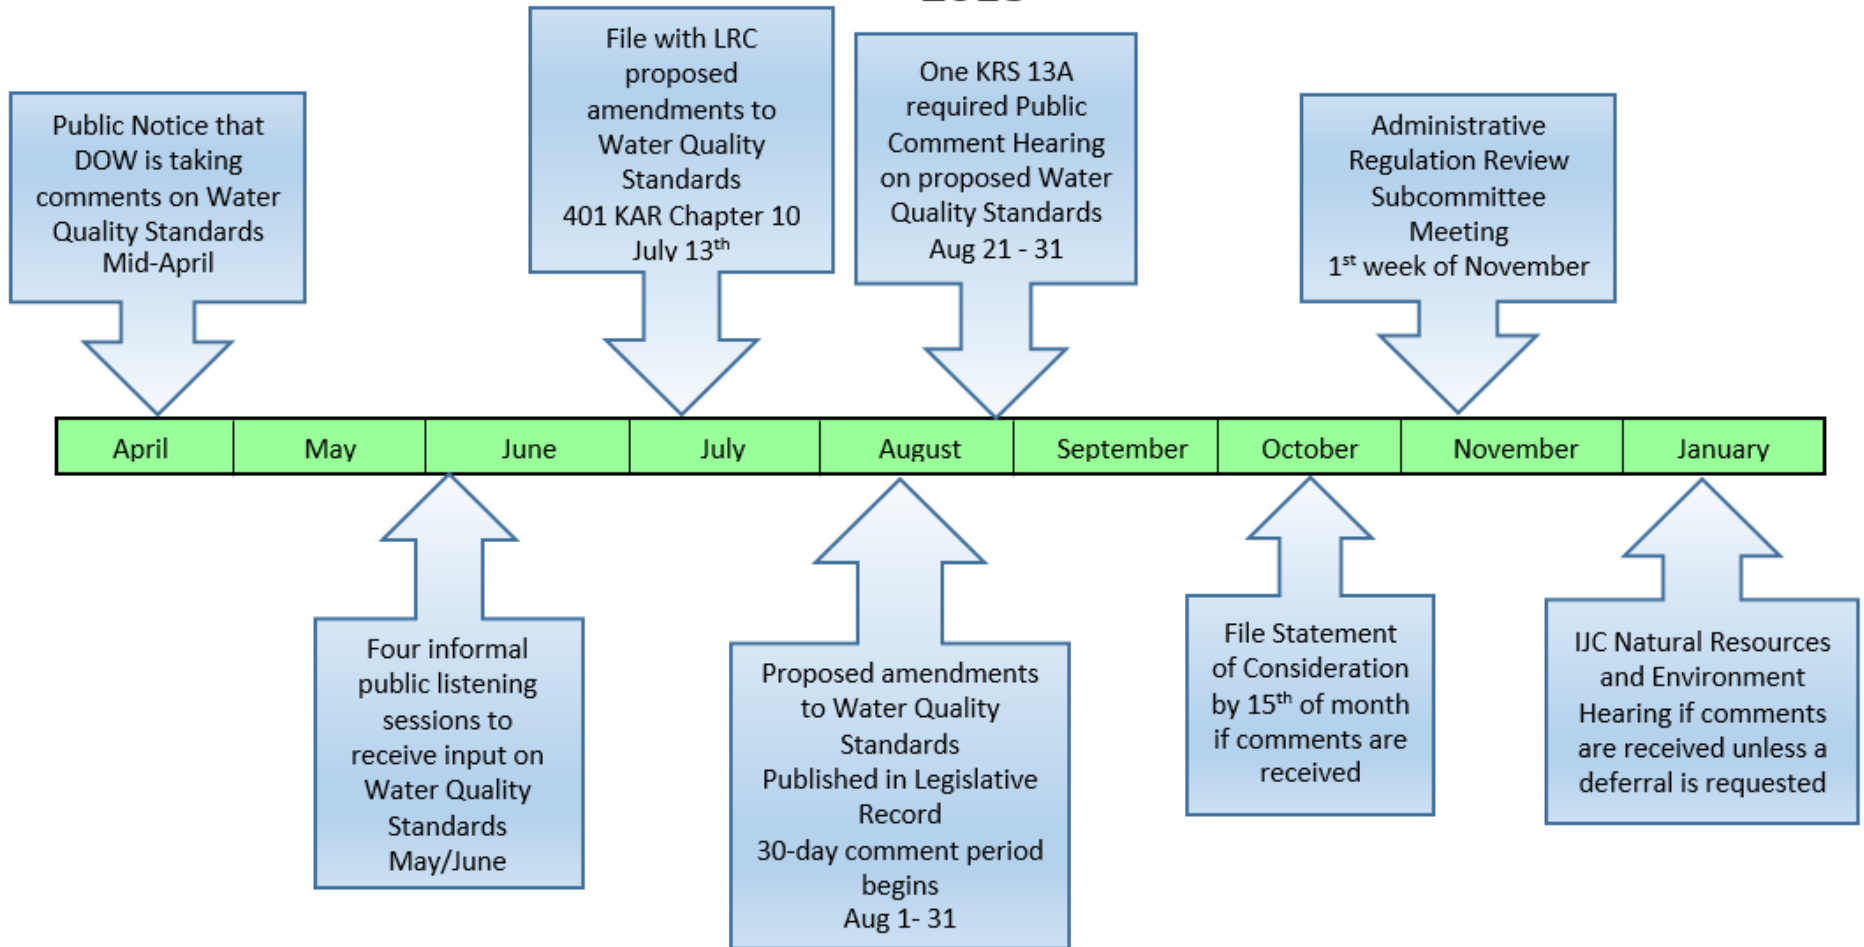 Public Notice that
DOW is taking
comments on Water
Quality Standards
Mid-April
File with LRC
proposed
amendments to
Water Quality
Standards
401 KAR Chapter 10
July 13th
One KRS 13A
required Public
Comment Hearing
on proposed Water
Quality Standards
Aug 21 - 31
Administrative
Regulation Review
Subcommittee
Meeting
1st week of November
April May June July August September October November January
Four informal
public listening
sessions to
receive input on
Water Quality
Standards
May/June
Proposed amendments
to Water Quality
Standards
Published in Legislative
Record
30-day comment period
begins
Aug 1- 31
File Statement
of Consideration
by 15th of month
if comments are
received
IJC Natural Resources
and Environment
Hearing if comments
are received unless a
deferral is requested